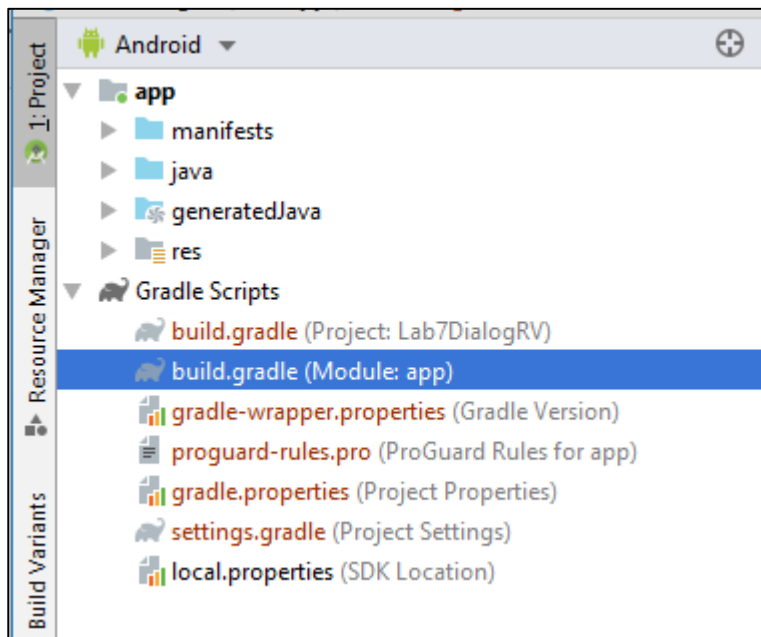 Android
1: Project
app
manifests
java
generatedJava
res
Resource Manager
Gradle Scripts
build.gradle (Project: Lab7DialogRV)
build.gradle (Module: app)
gradle-wrapper.properties (Gradle Version)
proguard-rules.pro (ProGuard Rules for app)
gradle.properties (Project Properties)
settings.gradle (Project Settings)
local.properties (SDK Location)
Build Variants